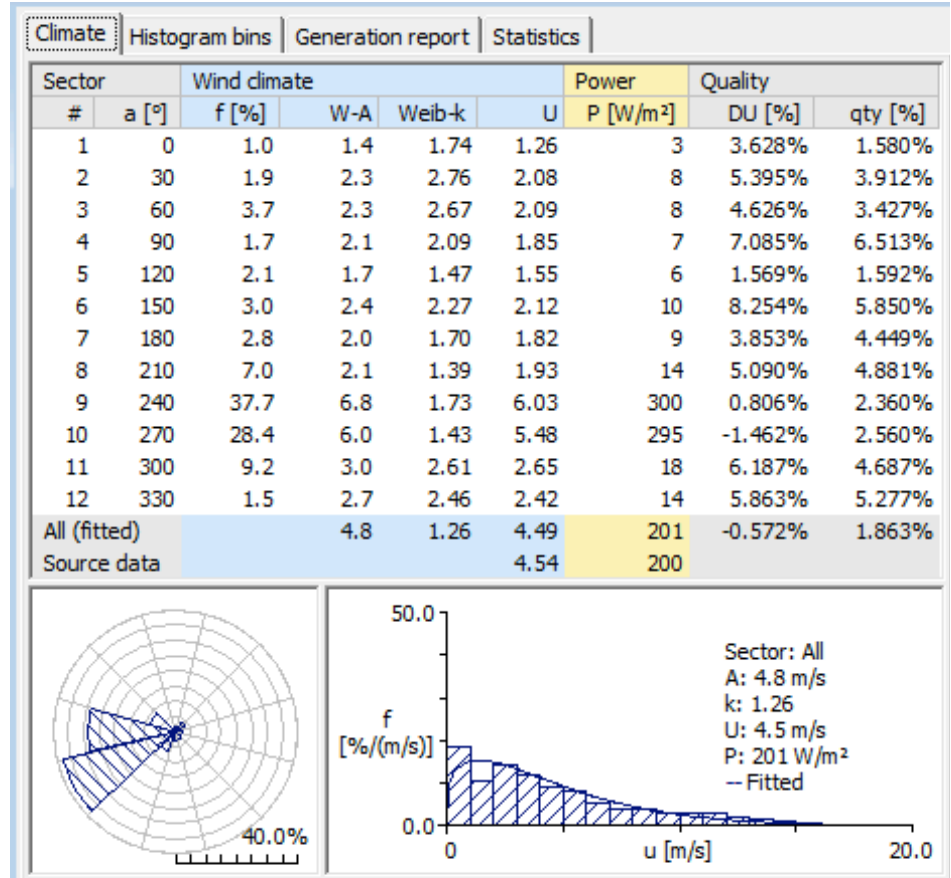 Climate Histogram bins Generation report Statistics
Sector Wind climate Power Quality
# a [°] f [%] W-A Weib-k U P [W/m²] DU [%] qty [%]
1 0 1.0 1.4 1.74 1.26 3 3.628% 1.580%
2 30 1.9 2.3 2.76 2.08 8 5.395% 3.912%
3 60 3.7 2.3 2.67 2.09 8 4.626% 3.427%
4 90 1.7 2.1 2.09 1.85 7 7.085% 6.513%
5 120 2.1 1.7 1.47 1.55 6 1.569% 1.592%
6 150 3.0 2.4 2.27 2.12 10 8.254% 5.850%
7 180 2.8 2.0 1.70 1.82 9 3.853% 4.449%
8 210 7.0 2.1 1.39 1.93 14 5.090% 4.881%
9 240 37.7 6.8 1.73 6.03 300 0.806% 2.360%
10 270 28.4 6.0 1.43 5.48 295 -1.462% 2.560%
11 300 9.2 3.0 2.61 2.65 18 6.187% 4.687%
12 330 1.5 2.7 2.46 2.42 14 5.863% 5.277%
All (fitted) 4.8 1.26 4.49 201 -0.572% 1.863%
Source data 4.54 200
40.0%
50.0
f
[%/(m/s)]
0.0
0 u [m/s] 20.0
Sector: All
A: 4.8 m/s
k: 1.26
U: 4.5 m/s
P: 201 W/m²
-- Fitted